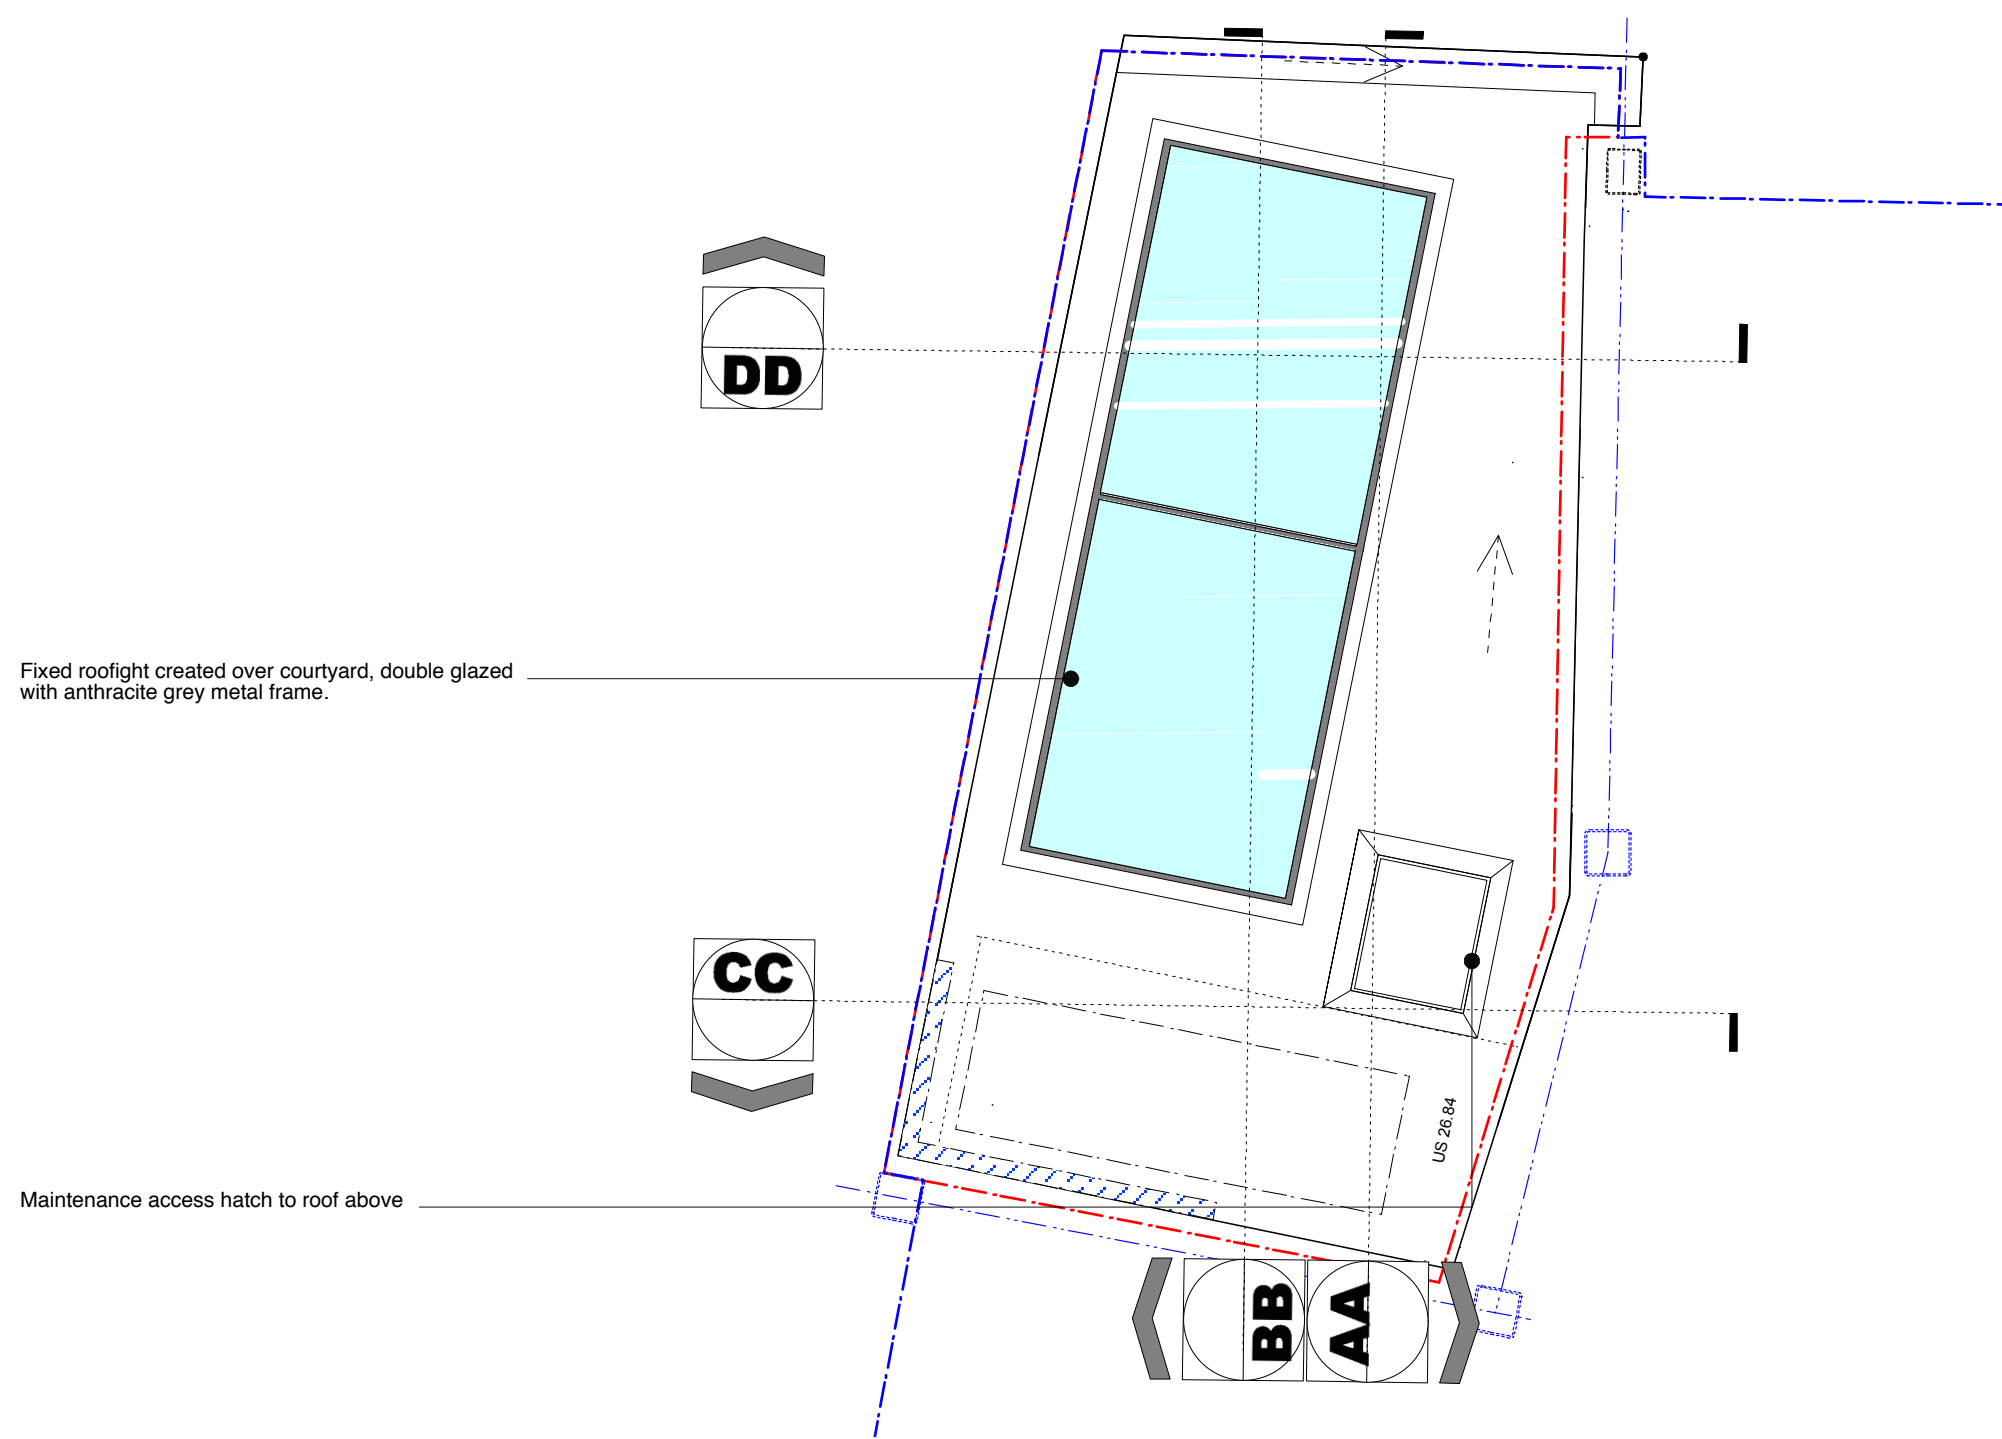 DD
Fixed roofight created over courtyard, double glazed
with anthracite grey metal frame.
CC
US 26.84
Maintenance access hatch to roof above
BB
AA